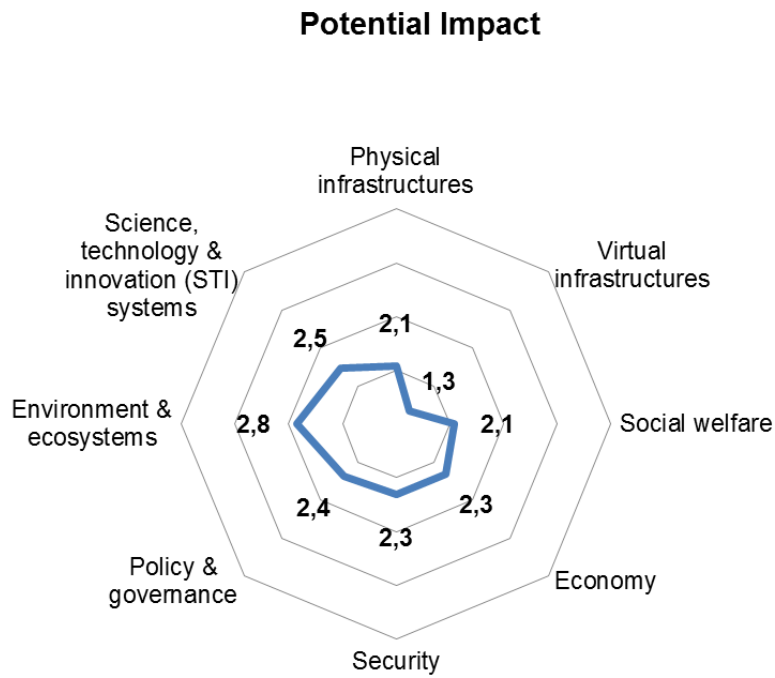 Potential Impact
Physical
infrastructures
Science,
technology &
innovation (STI)
systems
Virtual
infrastructures
2,1
2,5
1,3
Environment &
ecosystems
2,8
2,1
Social welfare
2,4
2,3
2,3
Policy &
governance
Economy
Security